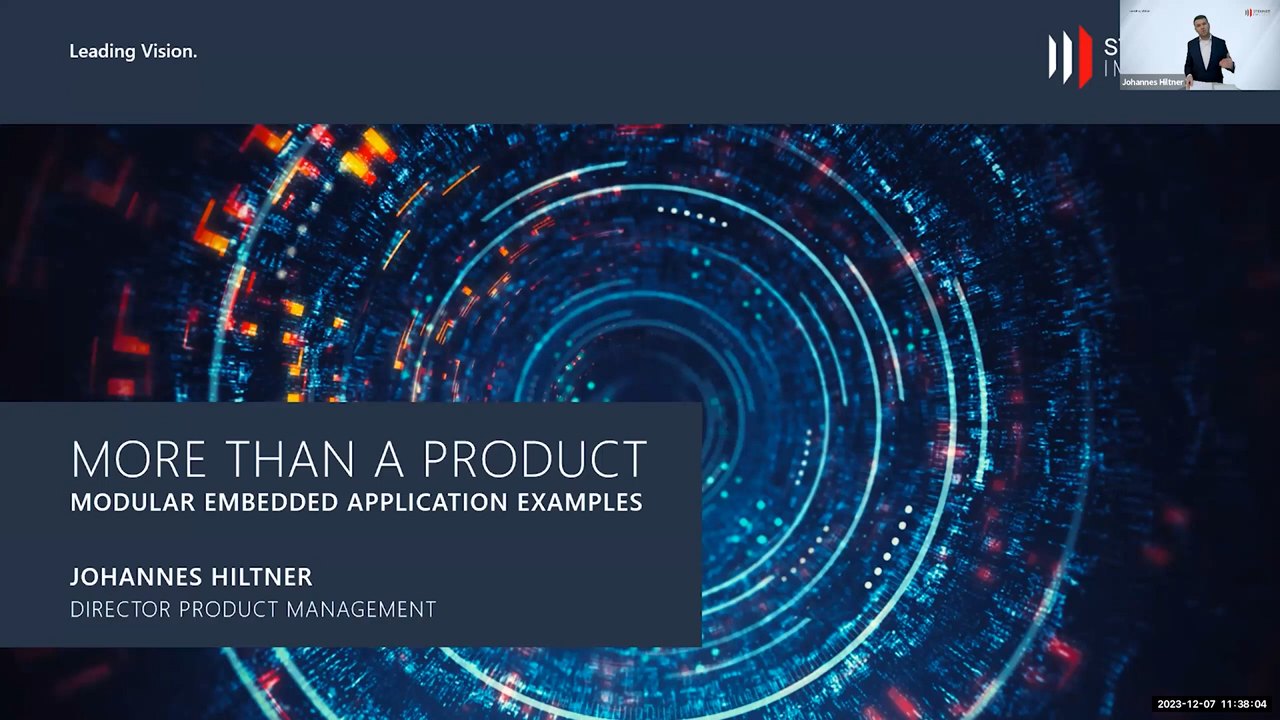 Leading Vision.
Johannes Hiltner
MORE THAN A PRODUCT
MODULAR EMBEDDED APPLICATION EXAMPLES
JOHANNES HILTNER
DIRECTOR PRODUCT MANAGEMENT
2023-12-07 11:38:04